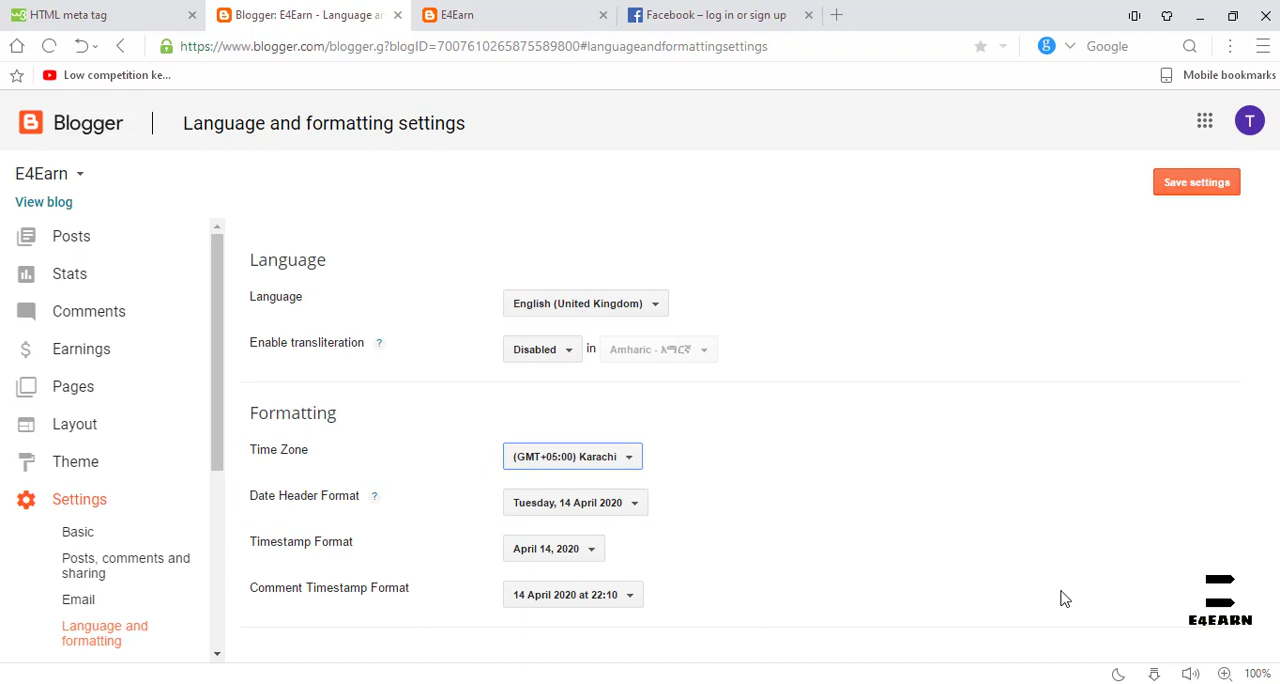 HTML meta tag
Blogger: E4Earn - Language ar
E4Earn
Facebook – log in or sign up
https://www.blogger.com/blogger.g?blogID=7007610265875589800#languageandformattingsettings
Google
Low competition ke...
Mobile bookmarks
Blogger
Language and formatting settings
T
E4Earn
Save settings
View blog
Posts
Stats
Comments
Earnings
Pages
Layout
Theme
Settings
Basic
Posts, comments and
sharing
Email
Language and
formatting
Language
Language
English (United Kingdom)
Enable transliteration ?
Disabled
in
Amharic - አማርኛ
Formatting
Time Zone
(GMT+05:00) Karachi
Date Header Format ?
Tuesday, 14 April 2020
Timestamp Format
April 14, 2020
Comment Timestamp Format
14 April 2020 at 22:10
E4EARN
100%